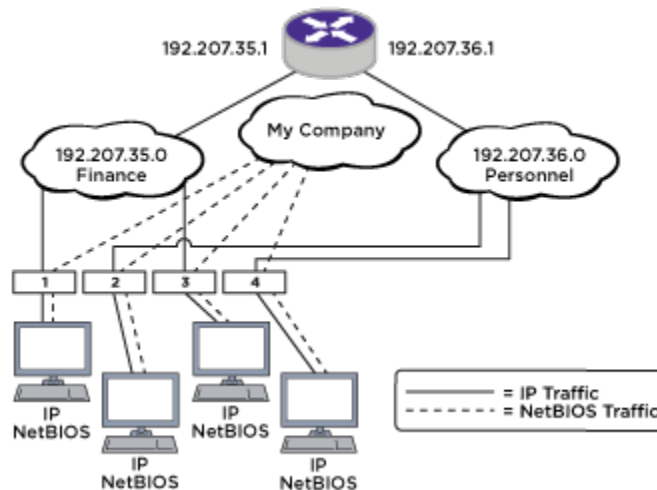 192.207.35.1
192.207.36.1
My Company
192.207.35.0
Finance
192.207.36.0
Personnel
1
2
3
4
IP
NetBIOS
IP
NetBIOS
IP
NetBIOS
IP
NetBIOS
= IP Traffic
= NetBIOS Traffic